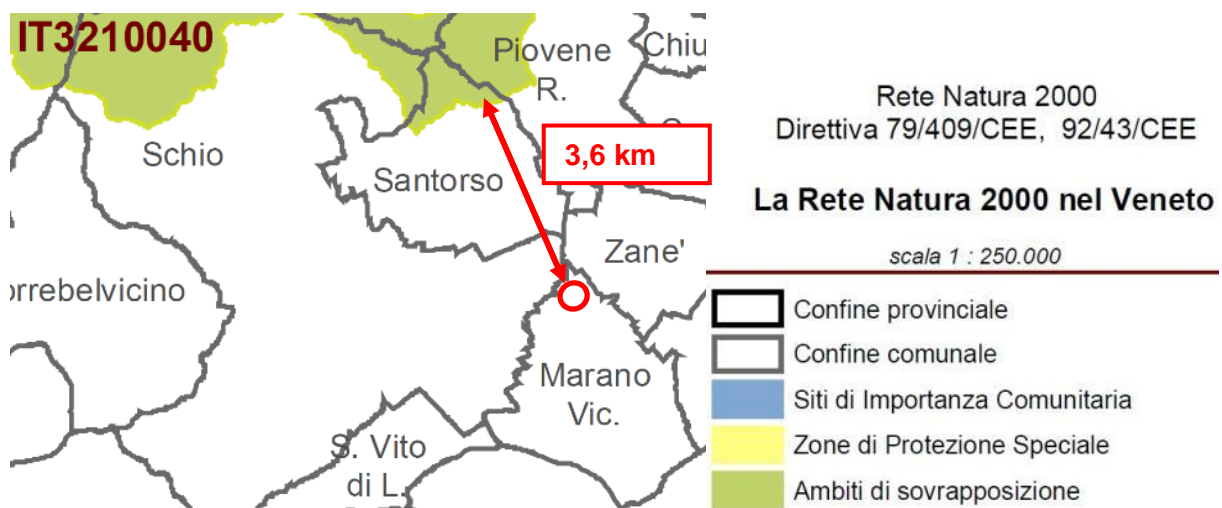 IT3210040
Piovene
R.
Chiu
Schio
3,6 km
Santorso
Zane'
orrebelvicino
Marano
Vic.
S. Vito
di L.
Rete Natura 2000
Direttiva 79/409/CEE, 92/43/CEE
La Rete Natura 2000 nel Veneto
scala 1 : 250.000
Confine provinciale
Confine comunale
Siti di Importanza Comunitaria
Zone di Protezione Speciale
Ambiti di sovrapposizione